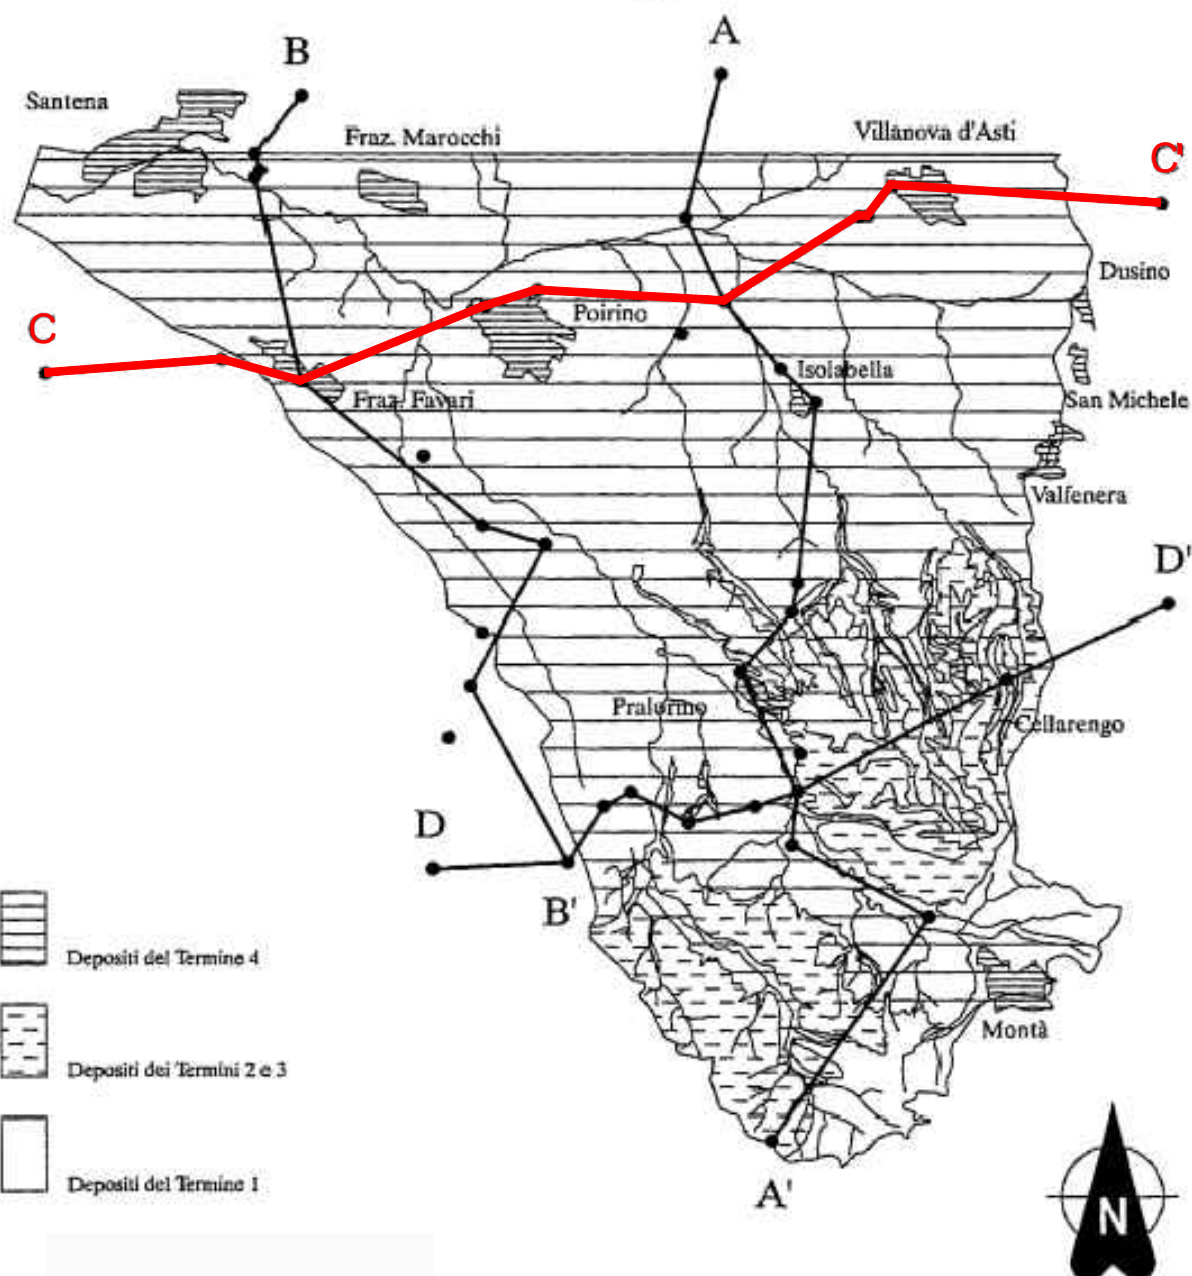 A
B
Santena
Fraz. Marocchi
Villanova d'Asti
C'
Dusino
C
Poirino
Isolabella
Fraz. Favari
San Michele
Valfenera
D'
Pralormo
Cellarengo
D
B'
Depositi del Termine 4
Montà
Depositi dei Termini 2 e 3
Depositi del Termine 1
A'
N